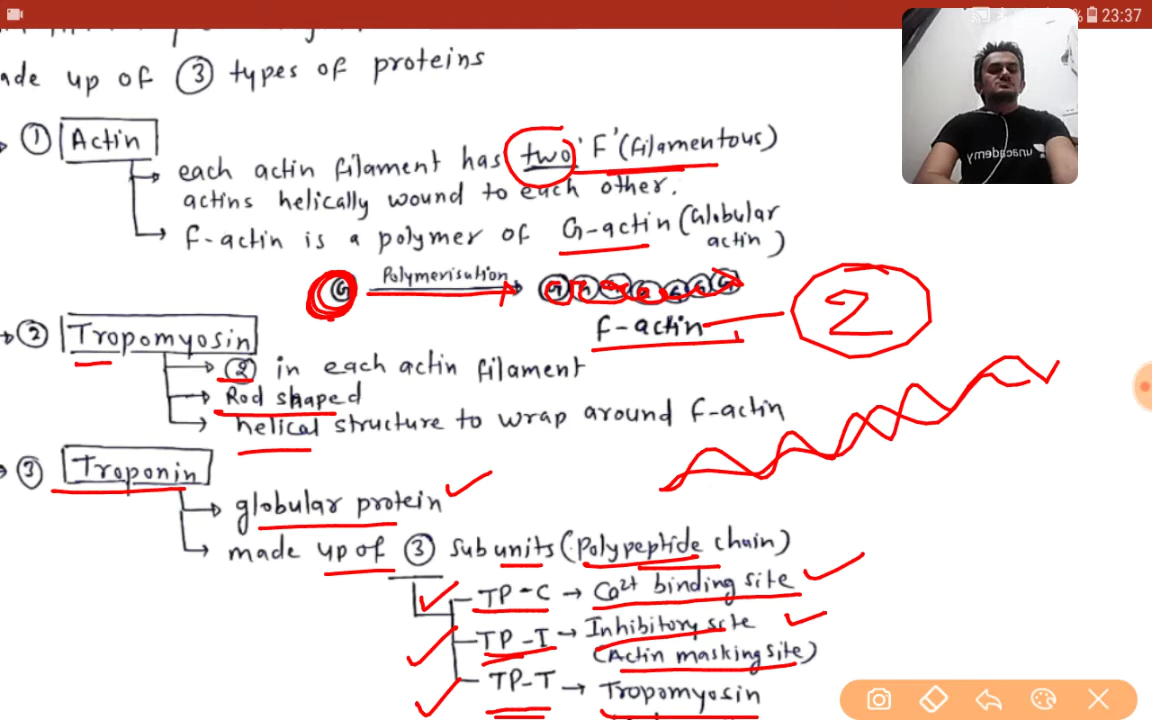 23:37
ade up of ③ types of proteins
① Actin
each actin filament has two 'F' (filamentous)
actins helically wound to each other.
F-actin is a polymer of G-actin (Globular
actin)
G Polymerisation G G G G G G G
F-actin 2
② Tropomyosin
② in each actin filament
Rod shaped
helical structure to wrap around F-actin
③ Troponin
globular protein
made up of ③ subunits (Polypeptide chain)
TP-C → Ca2+ binding site
TP-I → Inhibitory site
(Actin masking site)
TP-T → Tropomyosin
unacademy